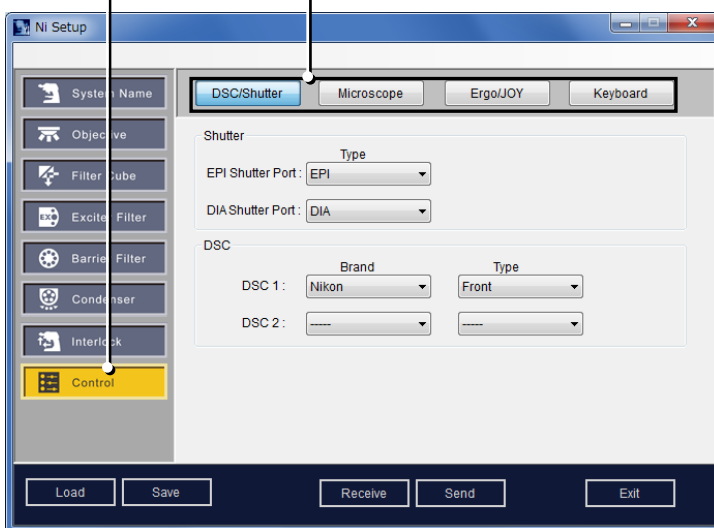 Ni Setup
System Name
Objective
Filter Cube
Exciter Filter
Barrier Filter
Condenser
Interlock
Control
DSC/Shutter Microscope Ergo/JOY Keyboard
Shutter
Type
EPI Shutter Port : EPI
DIA Shutter Port : DIA
DSC
Brand Type
DSC 1 : Nikon Front
DSC 2 : ----- -----
Load Save Receive Send Exit